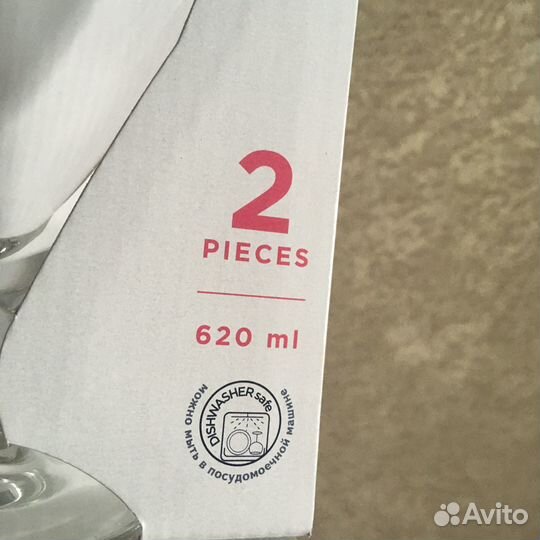 2
PIECES
620 ml
DISHWASHER safe
можно мыть в посудомоечной машине
Avito